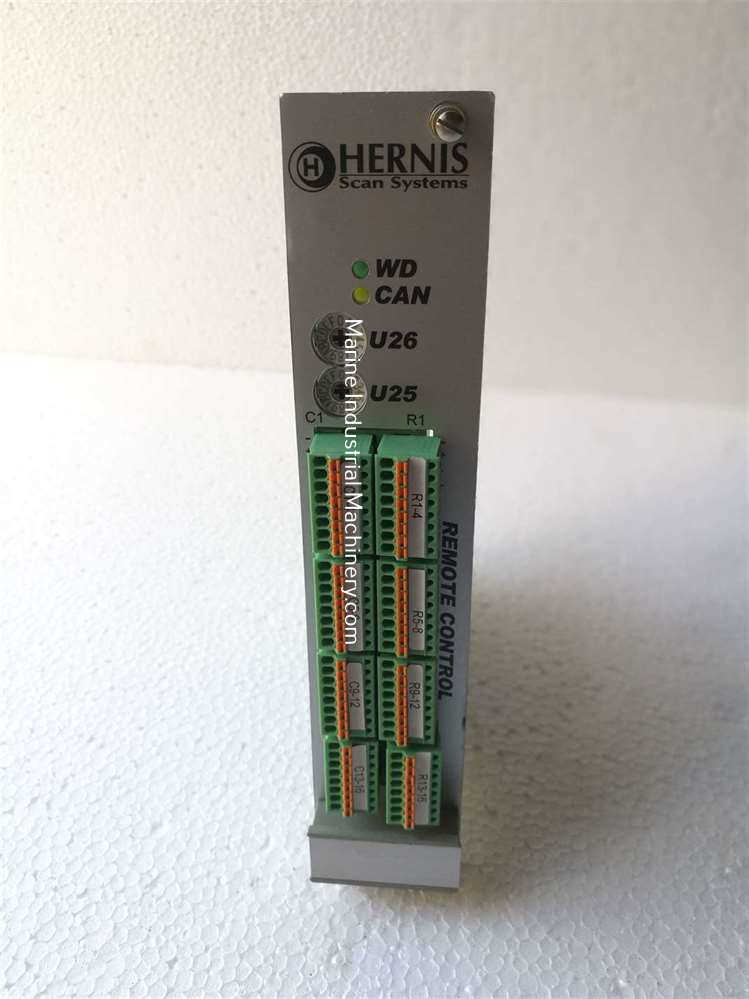 H HERNIS
Scan Systems
WD
CAN
U26
U25
C1 R1
R1-4
R5-8
C9-12 R9-12
C13-16 R13-16
REMOTE CONTROL
Marine Industrial Machinery.com